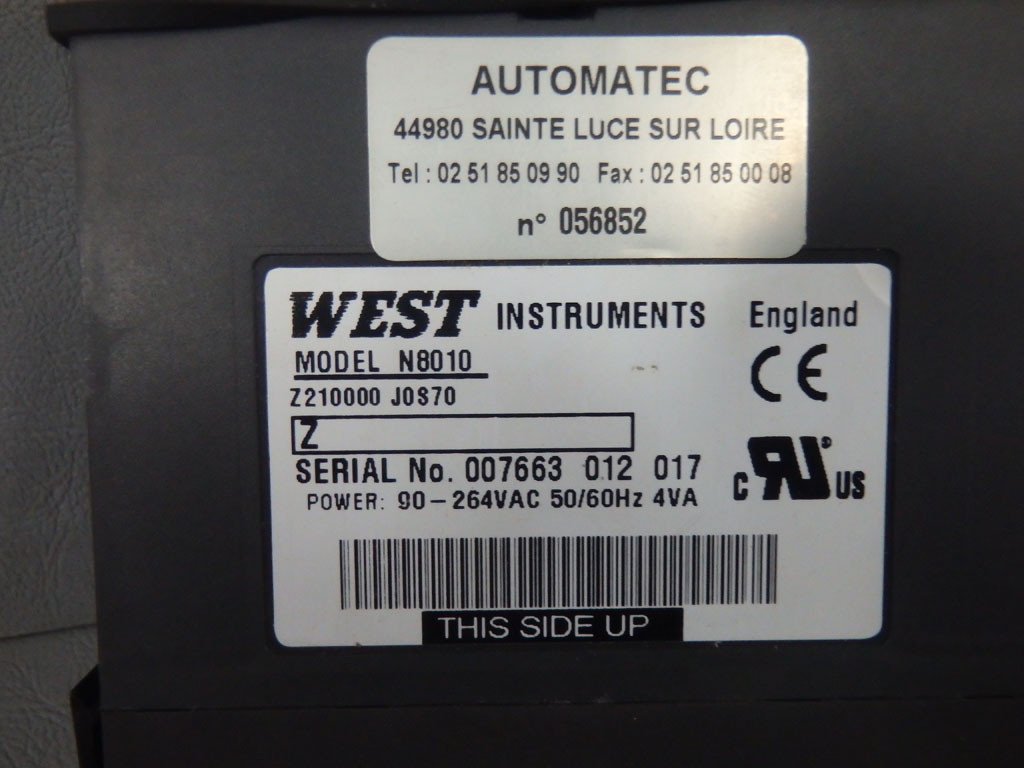 AUTOMATEC
44980 SAINTE LUCE SUR LOIRE
Tel : 02 51 85 09 90 Fax : 02 51 85 00 08
n° 056852
WEST INSTRUMENTS England
MODEL N8010
CE
Z210000 J0S70
Z
SERIAL No. 007663 012 017
C RU® US
POWER: 90-264VAC 50/60Hz 4VA
THIS SIDE UP